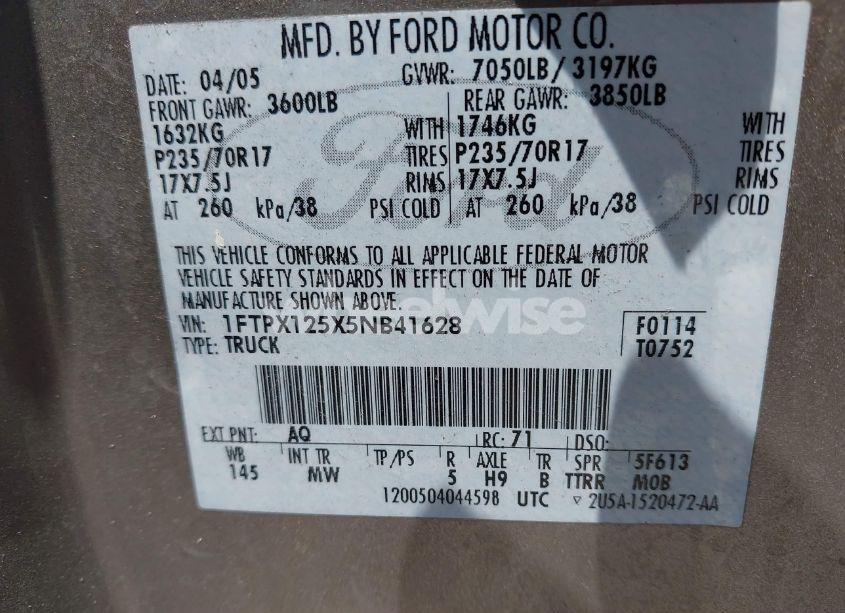 MFD. BY FORD MOTOR CO.
DATE: 04/05 GVWR: 7050LB/ 3197KG
FRONT GAWR: 3600LB REAR GAWR: 3850LB
1632KG WITH 1746KG WITH
P235/70R17 TIRES P235/70R17 TIRES
17X7.5J RIMS 17X7.5J RIMS
AT 260 kPa/38 PSI COLD AT 260 kPa/38 PSI COLD
Ford
THIS VEHICLE CONFORMS TO ALL APPLICABLE FEDERAL MOTOR
VEHICLE SAFETY STANDARDS IN EFFECT ON THE DATE OF
MANUFACTURE SHOWN ABOVE.
VIN: 1FTPX125X5NB41628 F0114
TYPE: TRUCK T0752
EXT PNT: AQ RC: 71 DSO:
WB INT TR TP/PS R AXLE TR SPR 5F613
145 MW 5 H9 B TTRR MOB
1200504044598 UTC ▽ 2U5A-1520472-AA